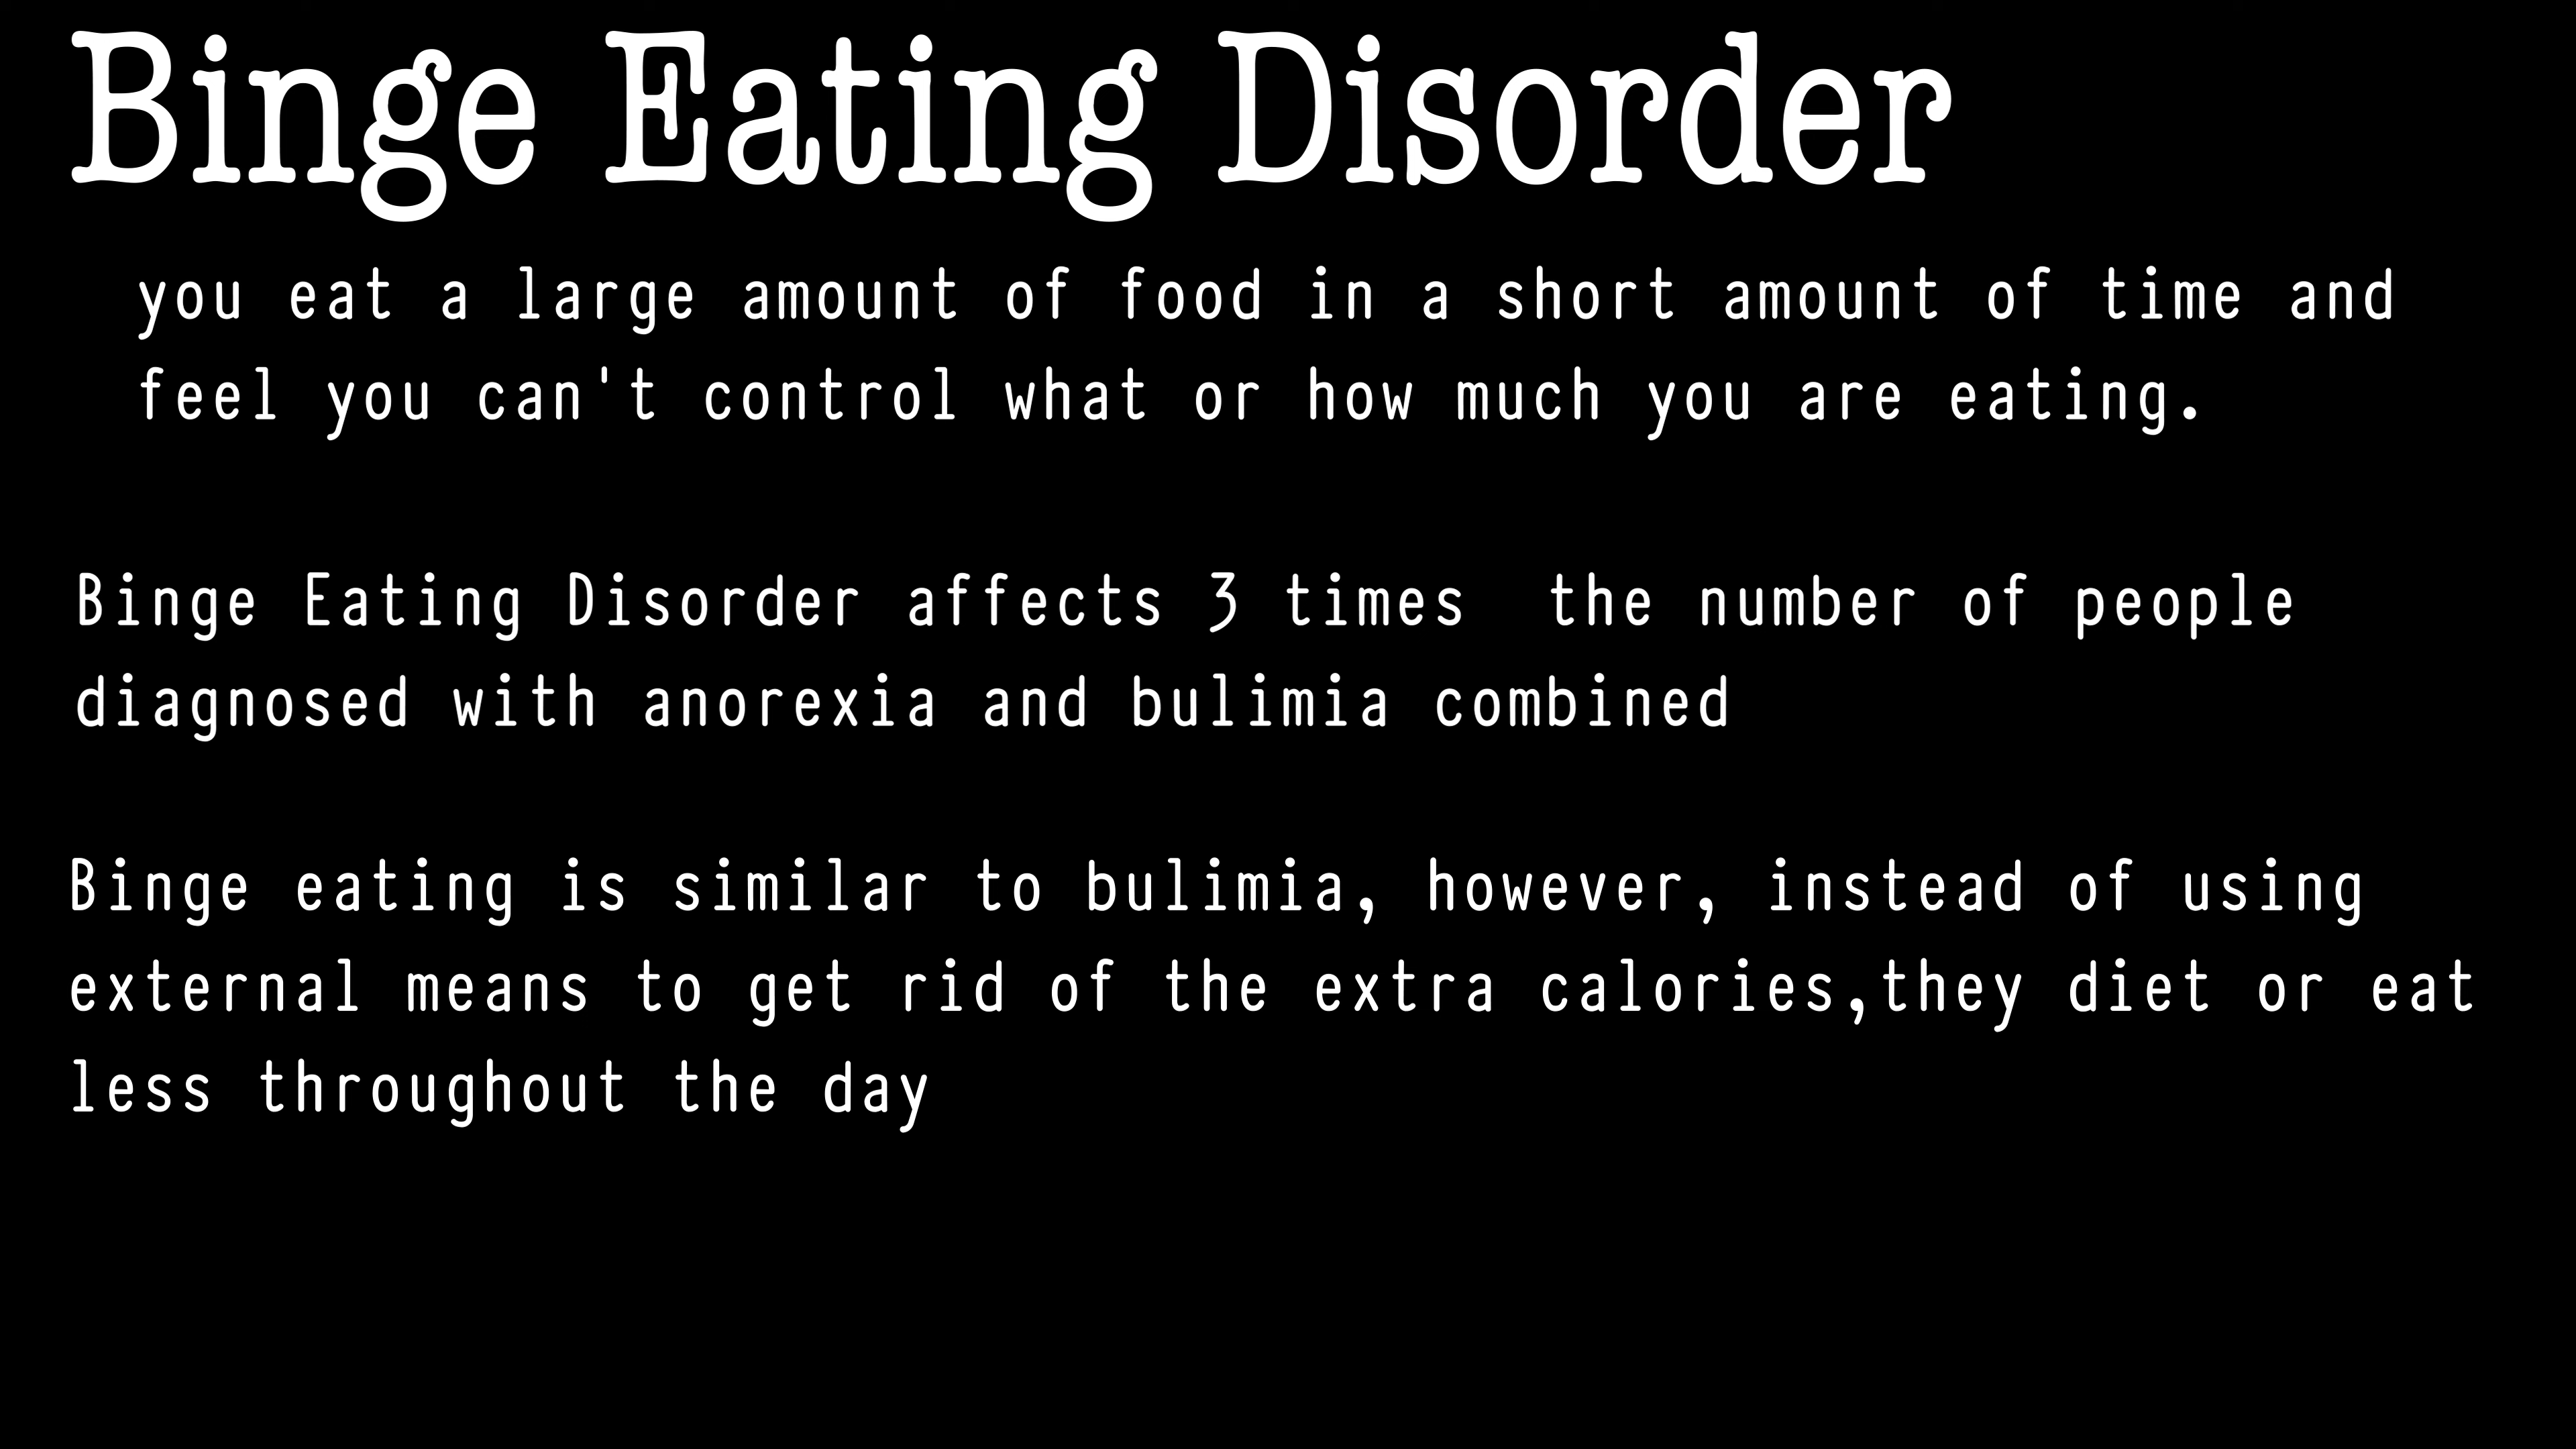 Binge Eating Disorder
you eat a large amount of food in a short amount of time and
feel you can't control what or how much you are eating.
Binge Eating Disorder affects 3 times  the number of people
diagnosed with anorexia and bulimia combined
Binge eating is similar to bulimia, however, instead of using
external means to get rid of the extra calories,they diet or eat
less throughout the day